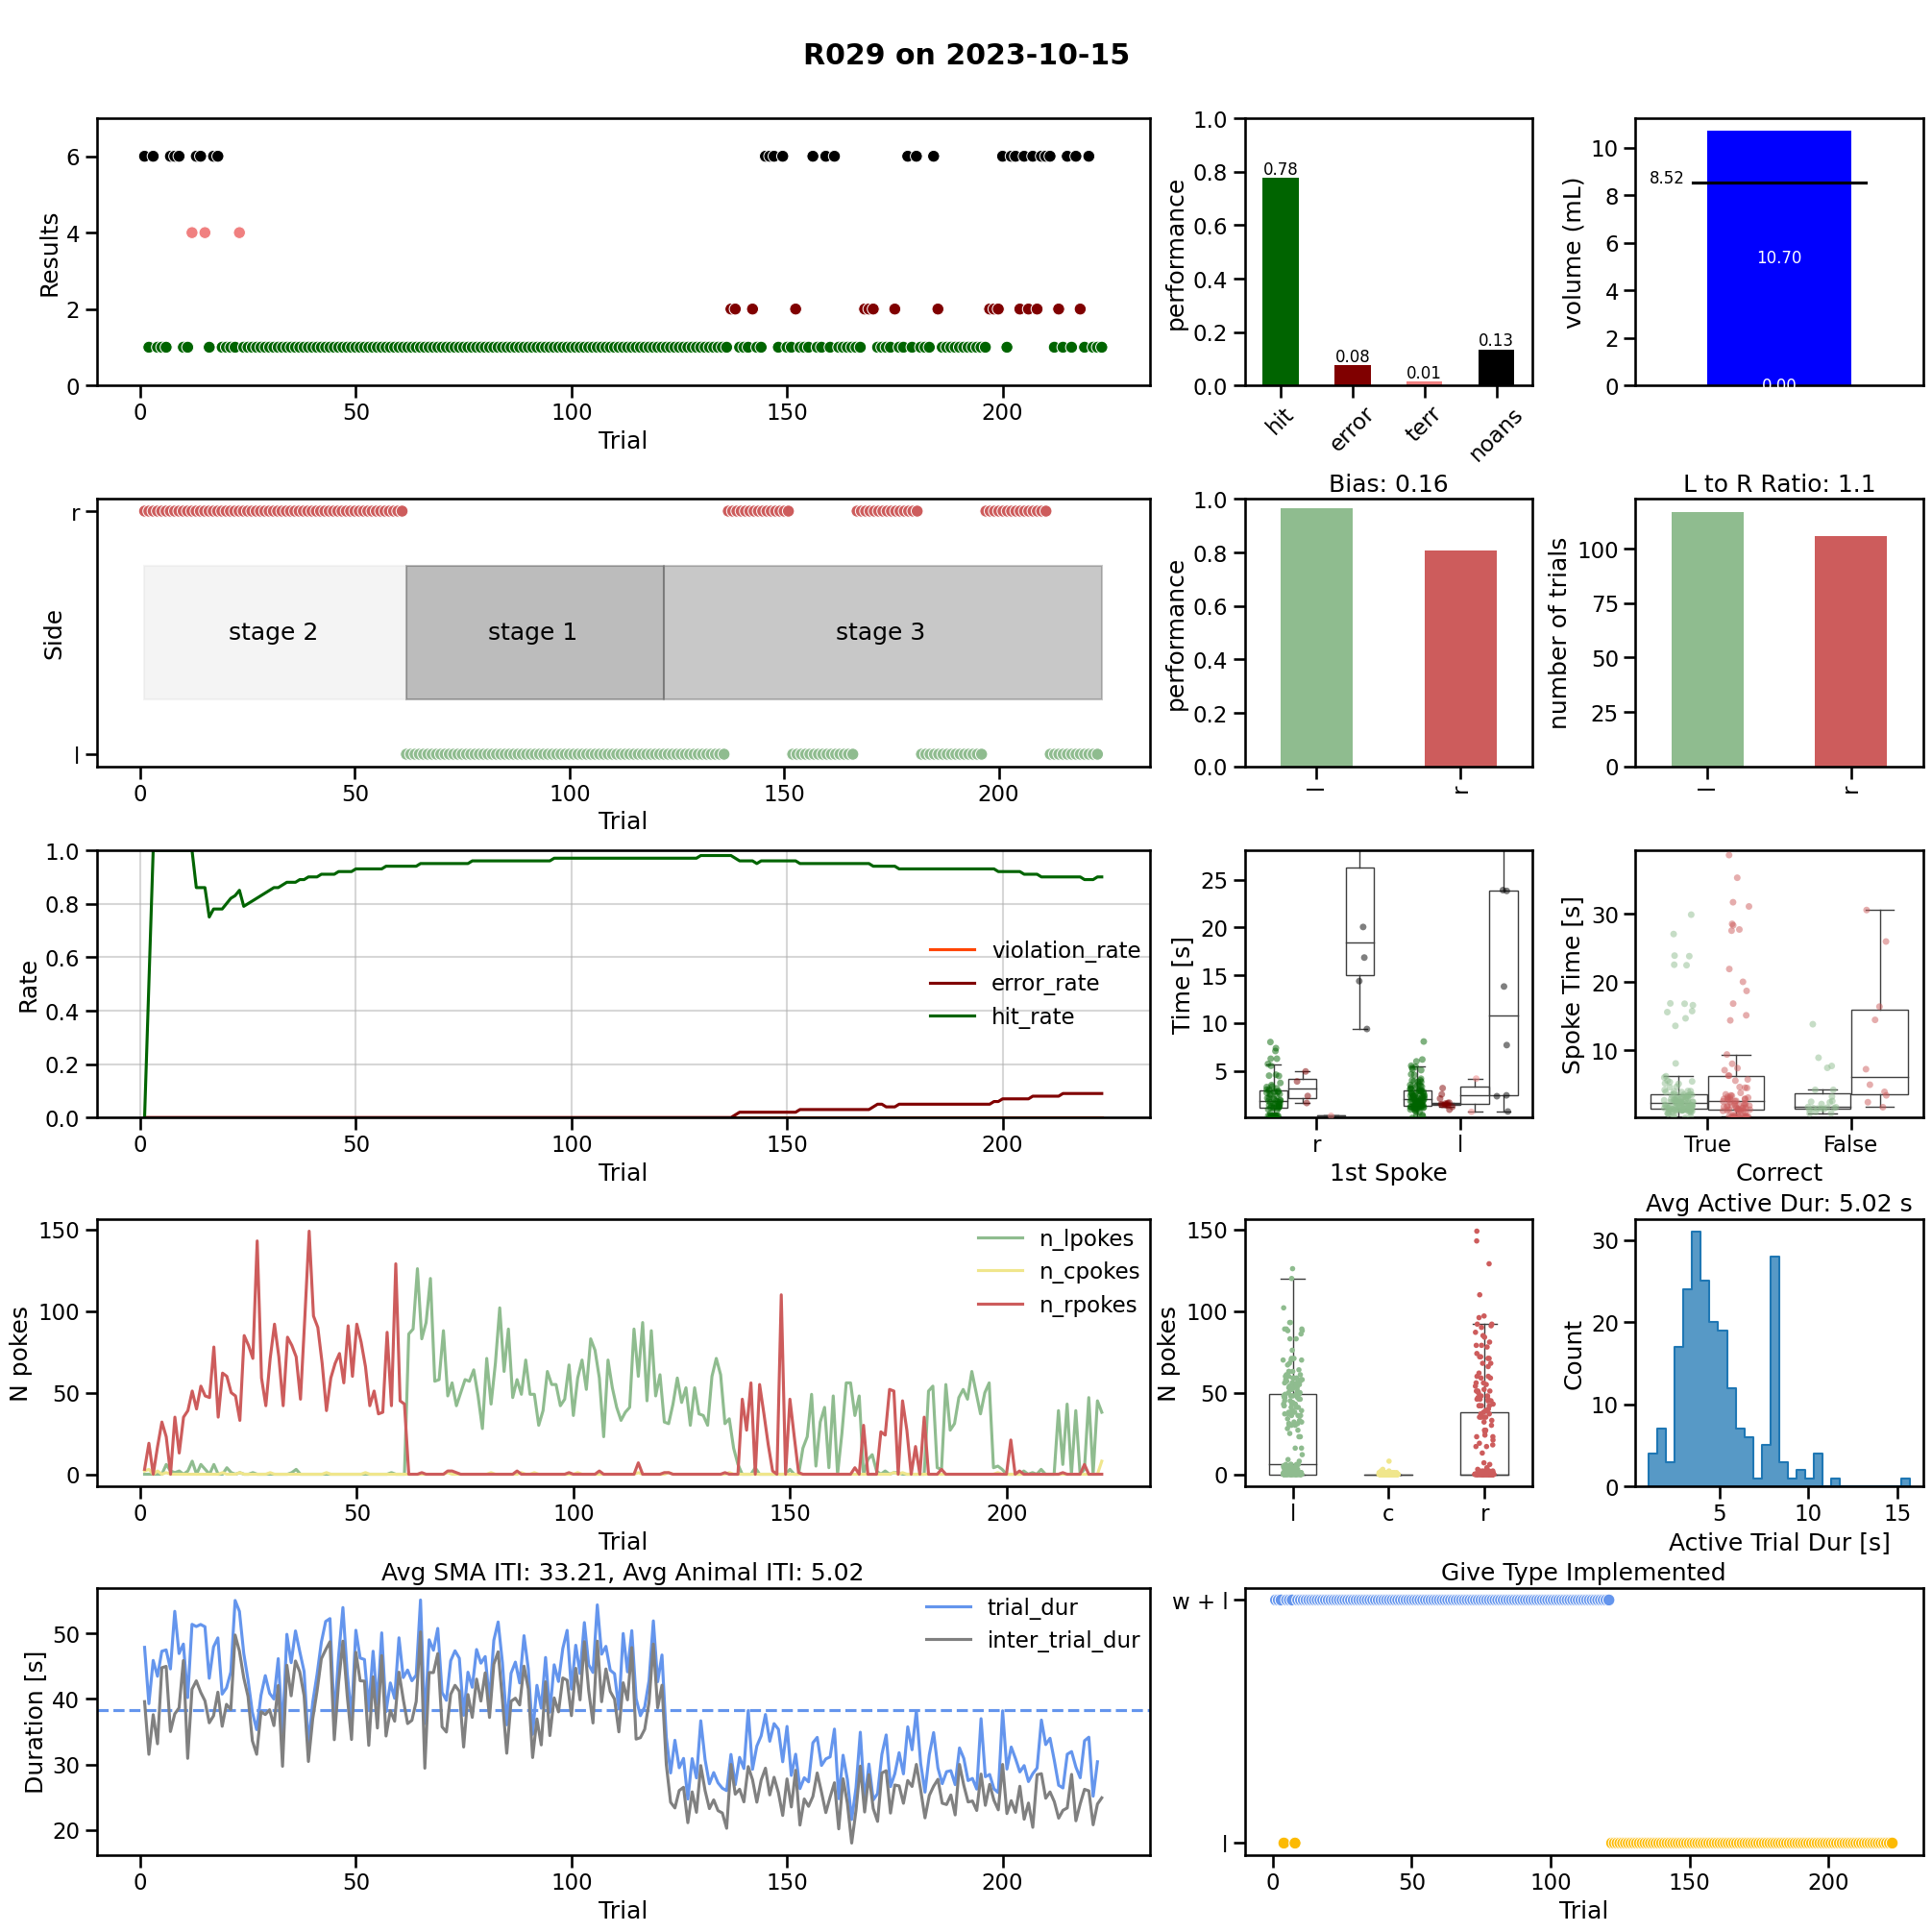 R029 on 2023-10-15
Results
6
4
2
0
0 50 100 150 200
Trial
performance
1.0
0.8
0.6
0.4
0.2
0.0
0.78
0.08
0.01
0.13
hit error terr noans
volume (mL)
10
8
6
4
2
0
8.52
10.70
0.00
Side
r
l
stage 2 stage 1 stage 3
0 50 100 150 200
Trial
Bias: 0.16
performance
1.0
0.8
0.6
0.4
0.2
0.0
l r
L to R Ratio: 1.1
number of trials
100
75
50
25
0
l r
Rate
1.0
0.8
0.6
0.4
0.2
0.0
violation_rate
error_rate
hit_rate
0 50 100 150 200
Trial
Time [s]
25
20
15
10
5
r l
1st Spoke
Spoke Time [s]
30
20
10
True False
Correct
N pokes
150
100
50
0
n_lpokes
n_cpokes
n_rpokes
0 50 100 150 200
Trial
N pokes
150
100
50
0
l c r
Avg Active Dur: 5.02 s
Count
30
20
10
0
5 10 15
Active Trial Dur [s]
Avg SMA ITI: 33.21, Avg Animal ITI: 5.02
Duration [s]
50
40
30
20
trial_dur
inter_trial_dur
0 50 100 150 200
Trial
Give Type Implemented
w + l
l
0 50 100 150 200
Trial